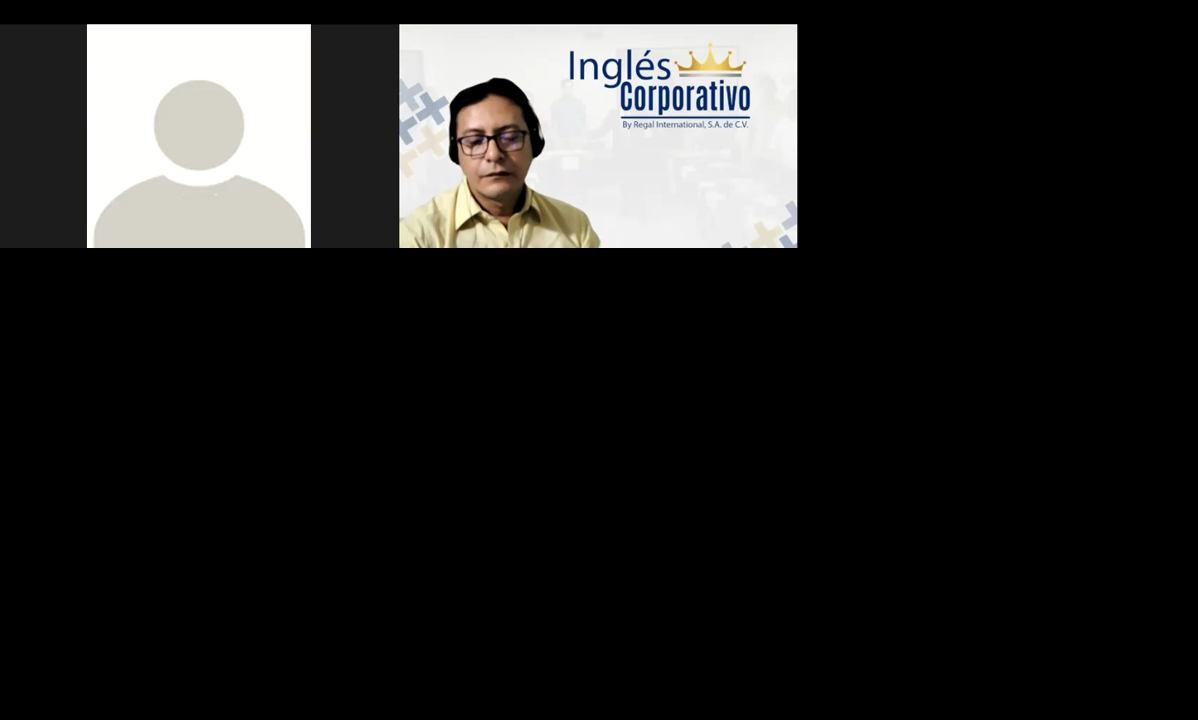 Inglés
Corporativo
By Regal International, S.A. de C.V.